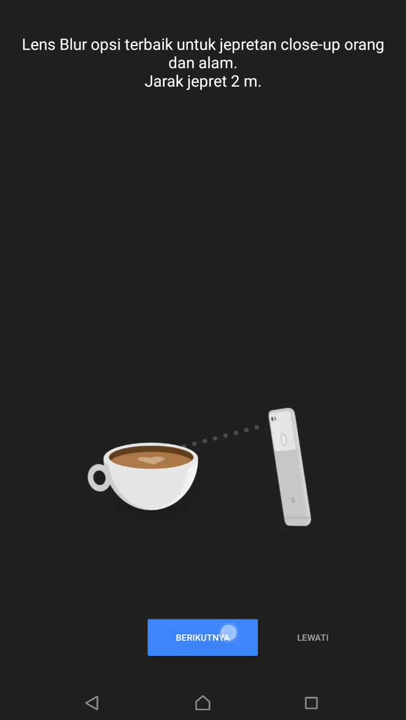 Lens Blur opsi terbaik untuk jepretan close-up orang
dan alam.
Jarak jepret 2 m.
BERIKUTNYA
LEWATI